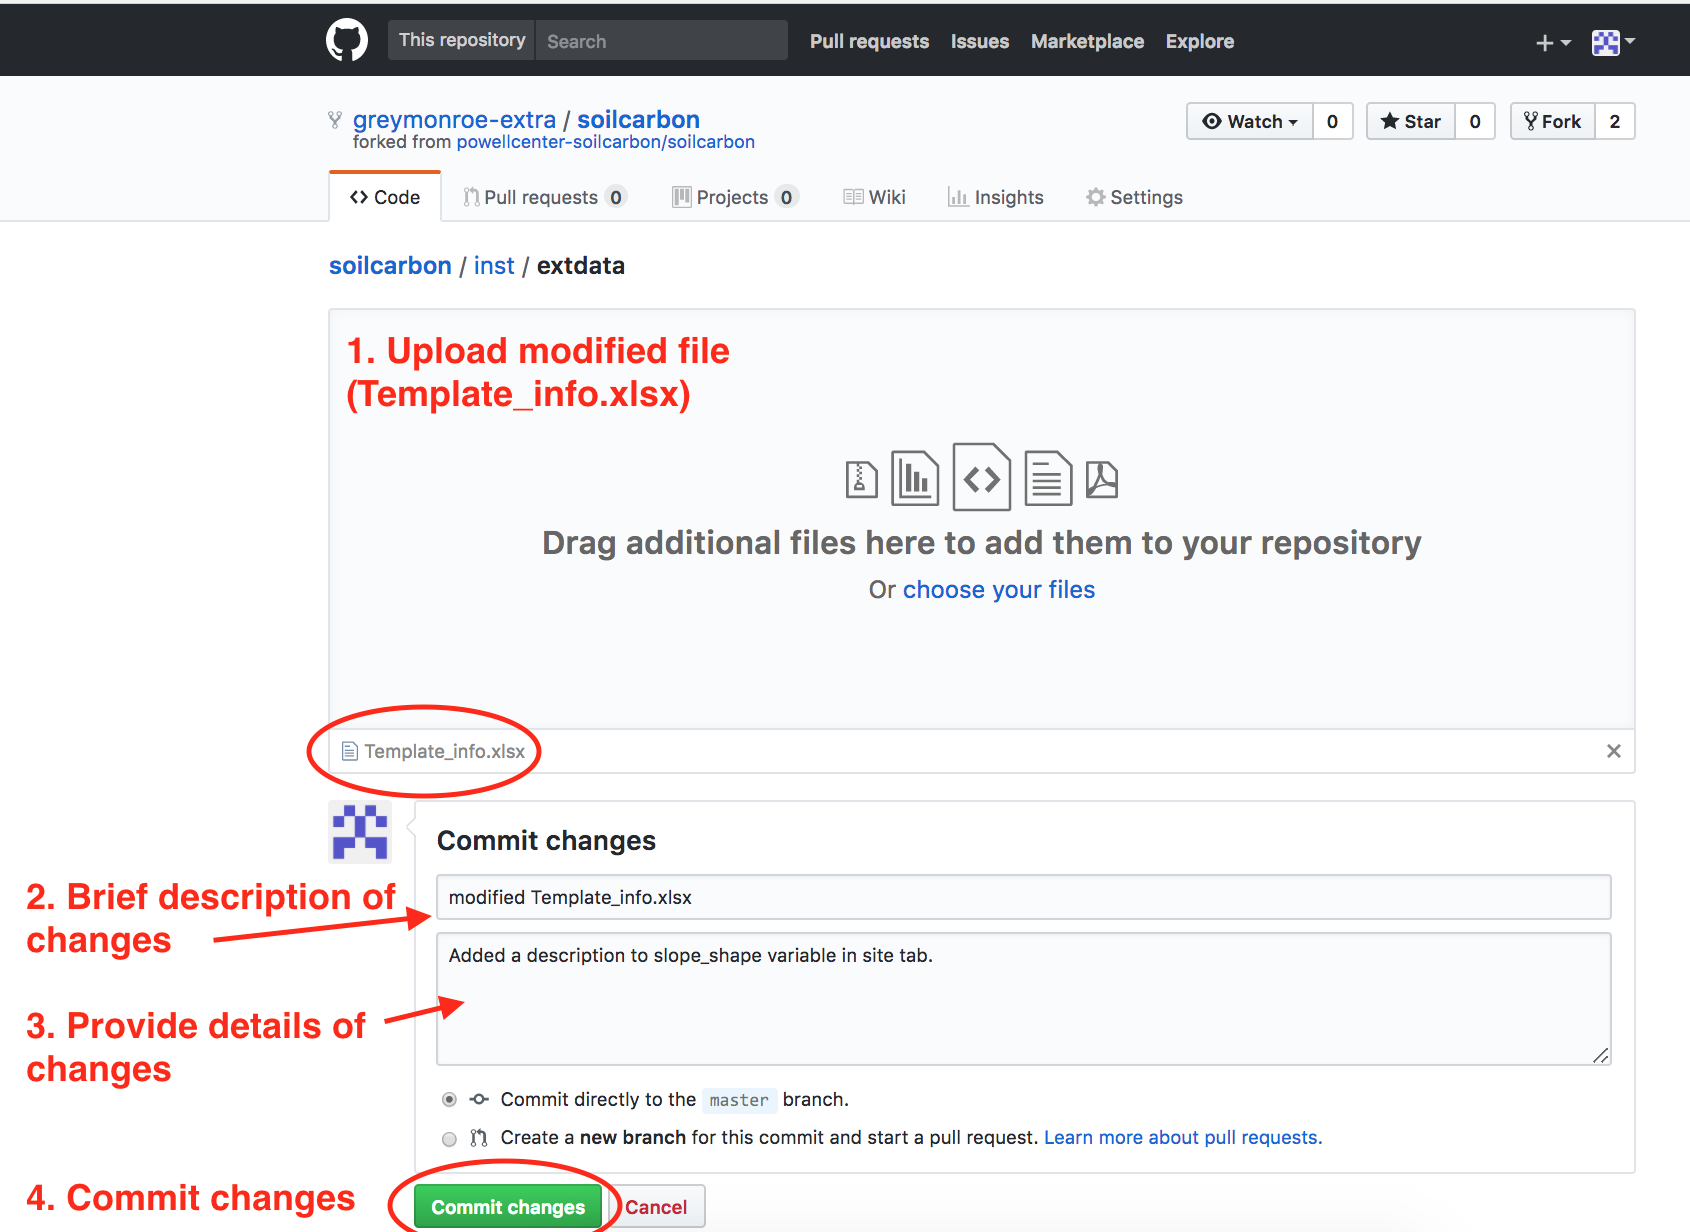 This repository Search Pull requests Issues Marketplace Explore
greymonroe-extra / soilcarbon
Watch 0 Star 0 Fork 2
forked from powellcenter-soilcarbon/soilcarbon
Code Pull requests 0 Projects 0 Wiki Insights Settings
soilcarbon / inst / extdata
1. Upload modified file
(Template_info.xlsx)
Drag additional files here to add them to your repository
Or choose your files
Template_info.xlsx
Commit changes
2. Brief description of
changes
modified Template_info.xlsx
Added a description to slope_shape variable in site tab.
3. Provide details of
changes
Commit directly to the master branch.
Create a new branch for this commit and start a pull request. Learn more about pull requests.
4. Commit changes
Commit changes Cancel